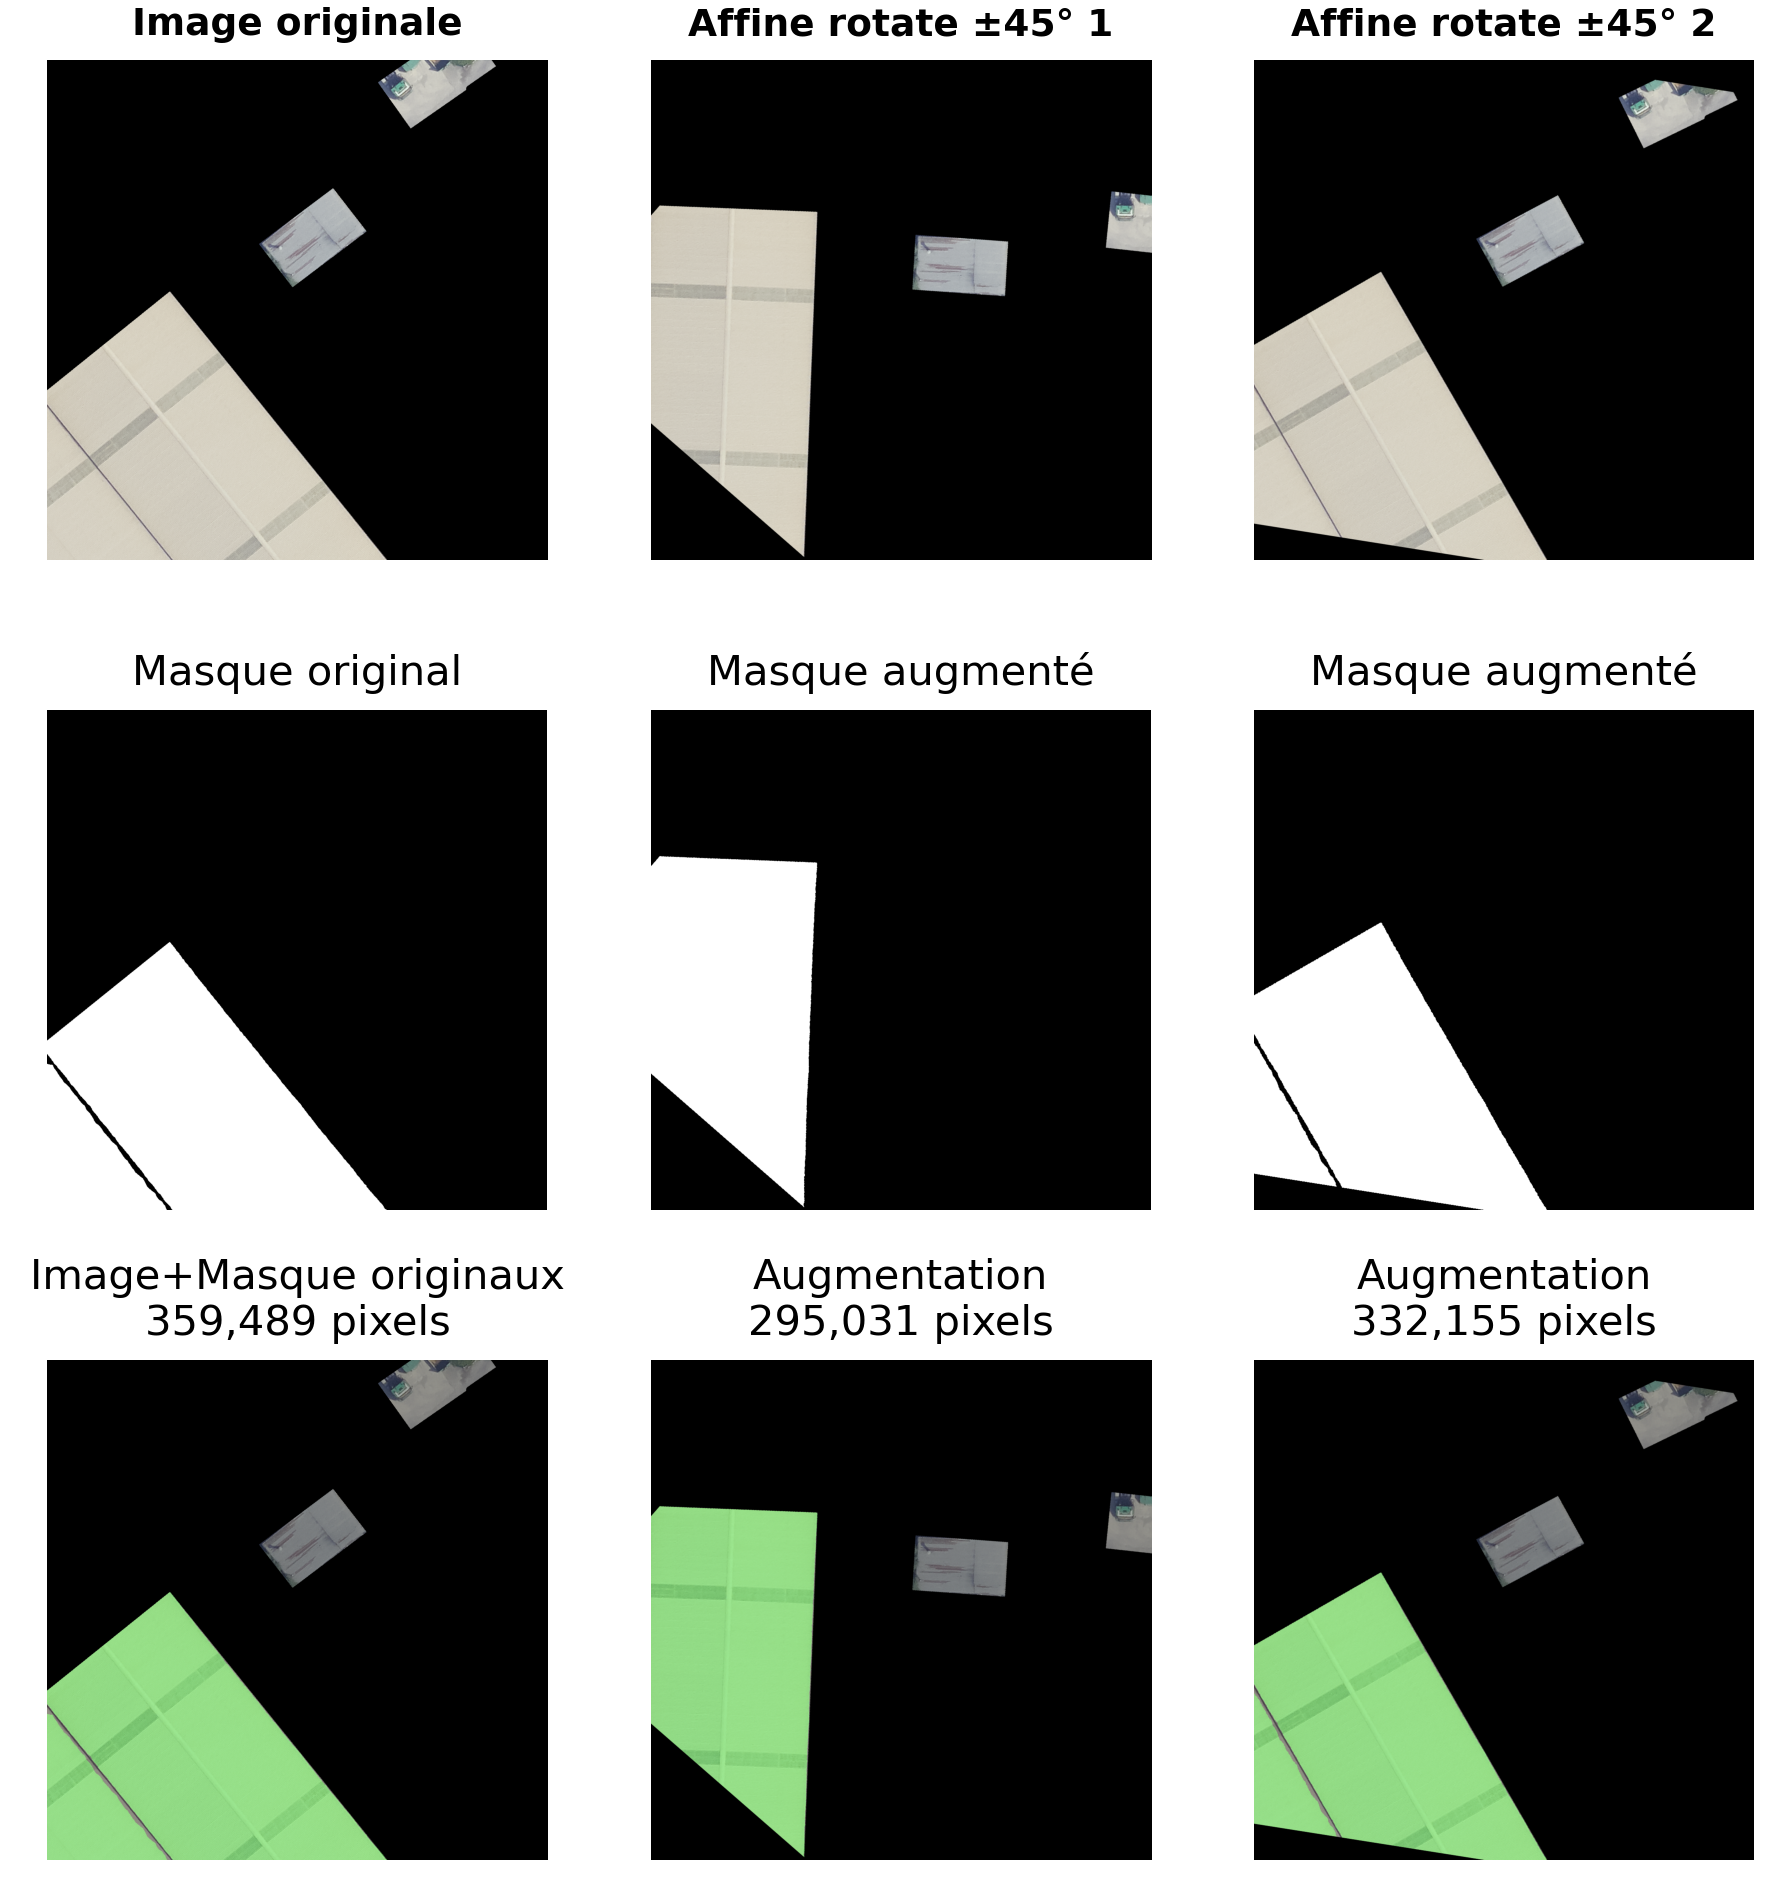 Image originale
Affine rotate ±45° 1
Affine rotate ±45° 2
Masque original
Masque augmenté
Masque augmenté
Image+Masque originaux
359,489 pixels
Augmentation
295,031 pixels
Augmentation
332,155 pixels